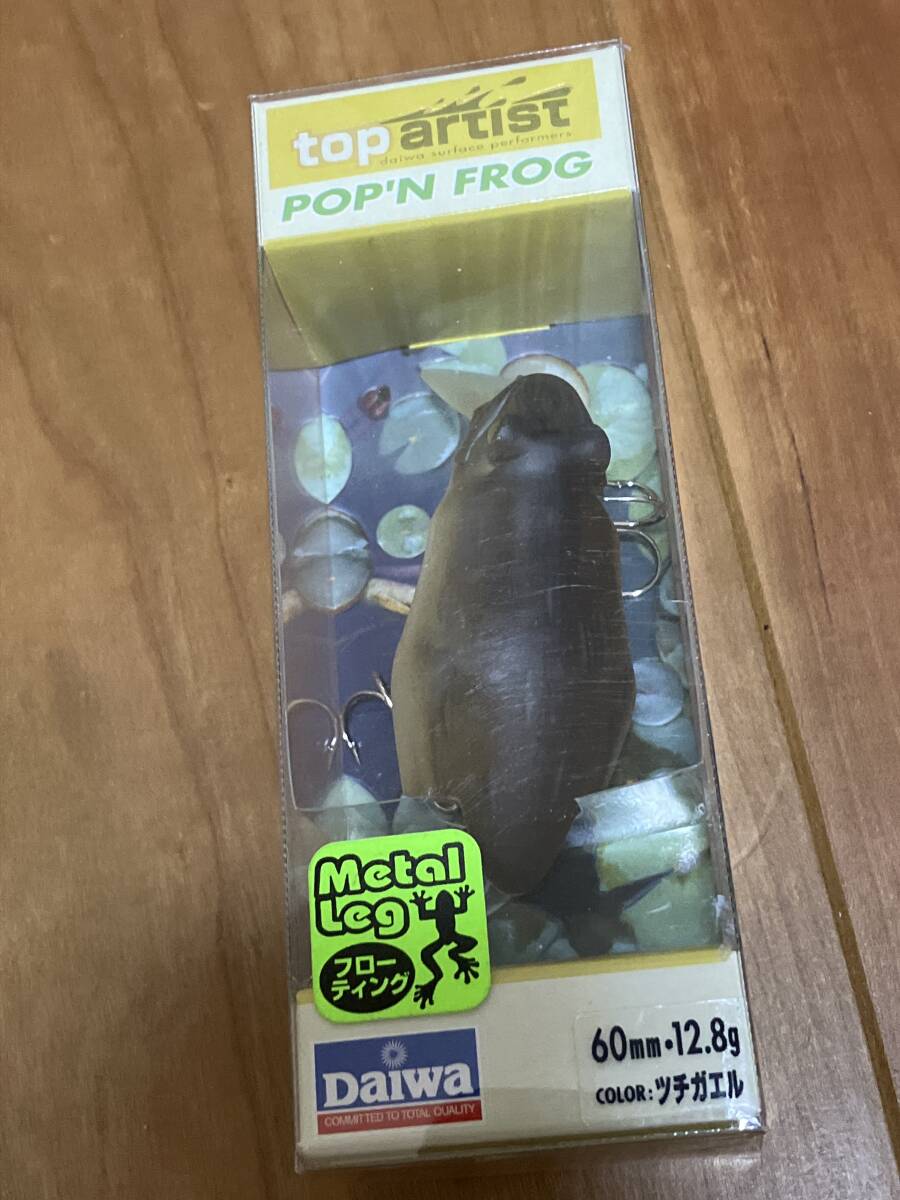 top artist
daiwa surface performers
POP'N FROG
Metal
Leg
フロー
ティング
60mm・12.8g
COLOR:ツチガエル
DAIWA
COMMITTED TO TOTAL QUALITY